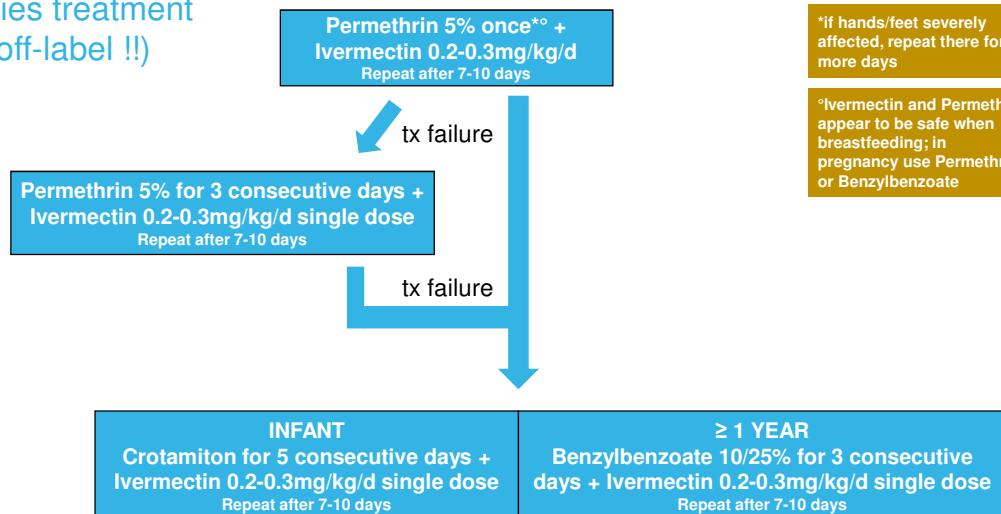 ies treatment
off-label !!)
Permethrin 5% once*° +
Ivermectin 0.2-0.3mg/kg/d
Repeat after 7-10 days
*if hands/feet severely
affected, repeat there for
more days
°Ivermectin and Permeth
appear to be safe when
breastfeeding; in
pregnancy use Permethr
or Benzylbenzoate
tx failure
Permethrin 5% for 3 consecutive days +
Ivermectin 0.2-0.3mg/kg/d single dose
Repeat after 7-10 days
tx failure
INFANT
Crotamiton for 5 consecutive days +
Ivermectin 0.2-0.3mg/kg/d single dose
Repeat after 7-10 days
≥ 1 YEAR
Benzylbenzoate 10/25% for 3 consecutive
days + Ivermectin 0.2-0.3mg/kg/d single dose
Repeat after 7-10 days